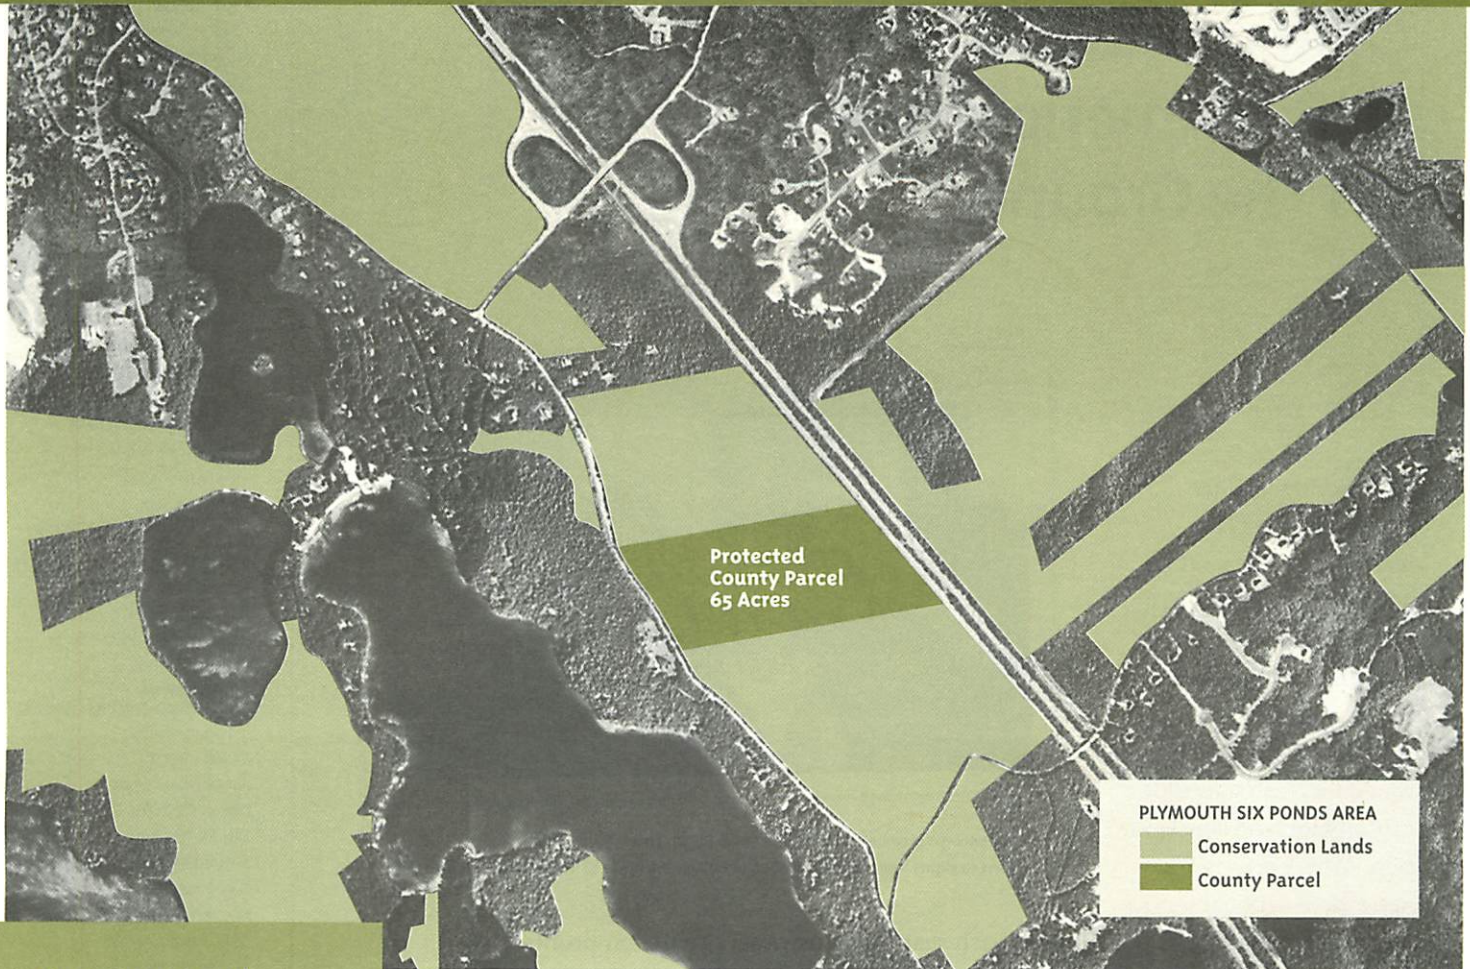 Protected
County Parcel
65 Acres
PLYMOUTH SIX PONDS AREA
Conservation Lands
County Parcel